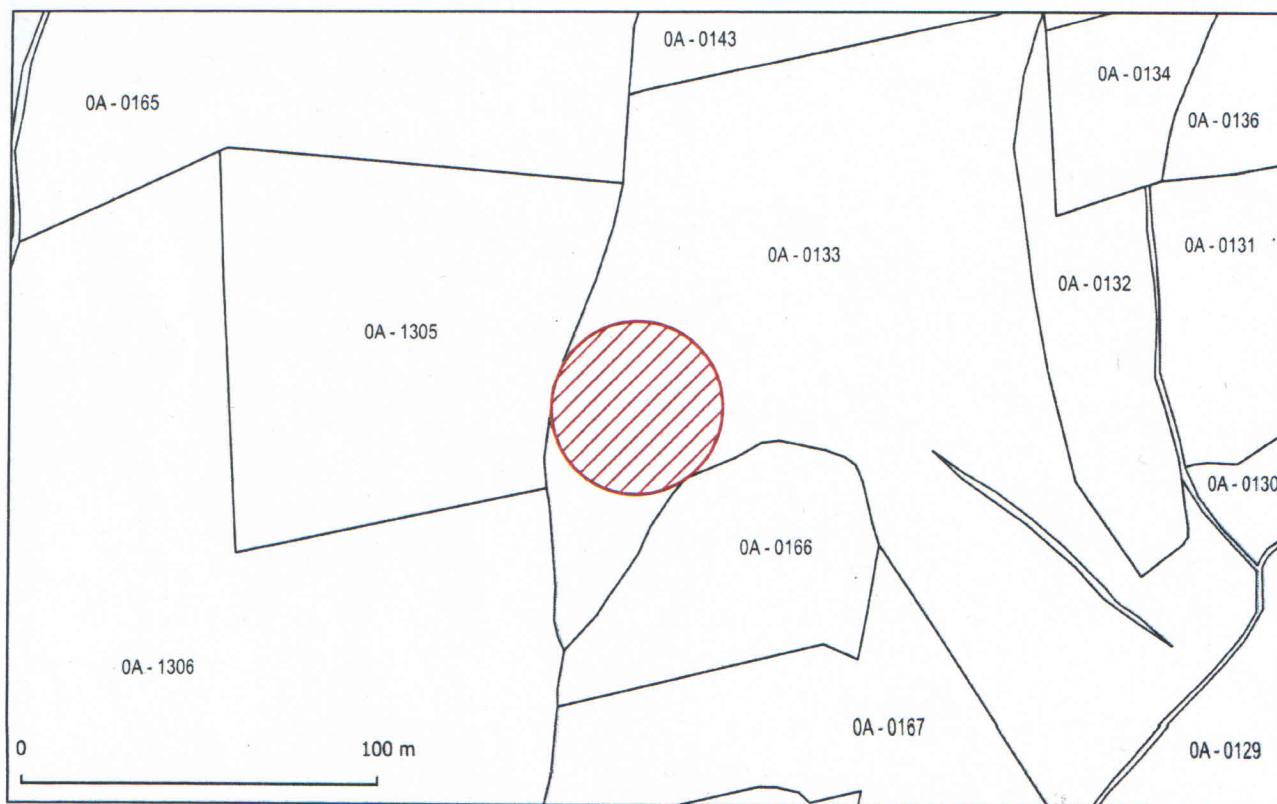 0A - 0143
0A - 0134
0A - 0165
0A - 0136
0A - 0133
0A - 0131
0A - 0132
0A - 1305
0A - 0130
0A - 0166
0A - 1306
0A - 0167
0 100 m
0A - 0129